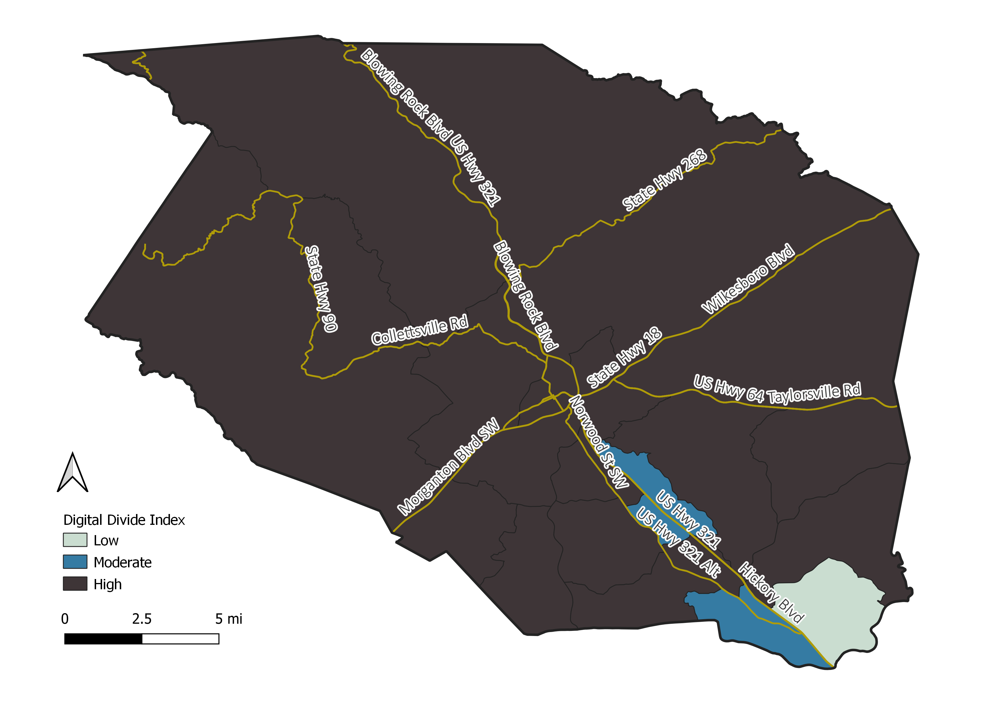 Blowing Rock Blvd Us Hwy 321
State Hwy 268
Blowing Rock Blvd
State Hwy 90
Wilkesboro Blvd
Collettsville Rd
State Hwy 18
US Hwy 64 Taylorsville Rd
Norwood St SW
Morganton Blvd SW
US Hwy 321
US Hwy 321 Alt
Hickory Blvd
Digital Divide Index
Low
Moderate
High
0 2.5 5 mi